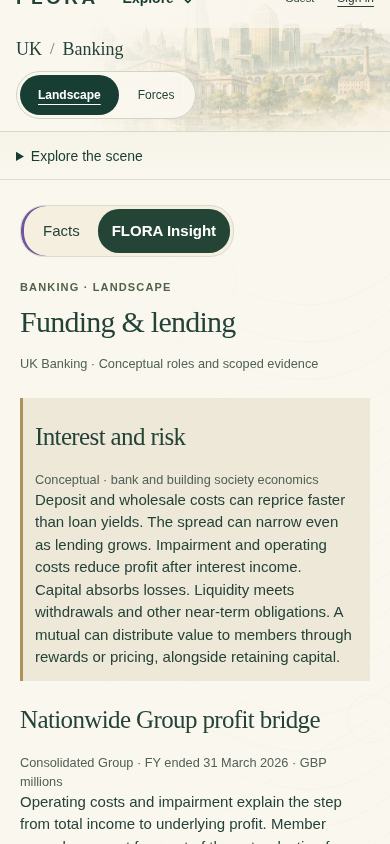 FLORA Explore Guest Sign in
UK / Banking
Landscape Forces
Explore the scene
Facts FLORA Insight
BANKING · LANDSCAPE
Funding & lending
UK Banking · Conceptual roles and scoped evidence
Interest and risk
Conceptual · bank and building society economics
Deposit and wholesale costs can reprice faster
than loan yields. The spread can narrow even
as lending grows. Impairment and operating
costs reduce profit after interest income.
Capital absorbs losses. Liquidity meets
withdrawals and other near-term obligations. A
mutual can distribute value to members through
rewards or pricing, alongside retaining capital.
Nationwide Group profit bridge
Consolidated Group · FY ended 31 March 2026 · GBP
millions
Operating costs and impairment explain the step
from total income to underlying profit. Member